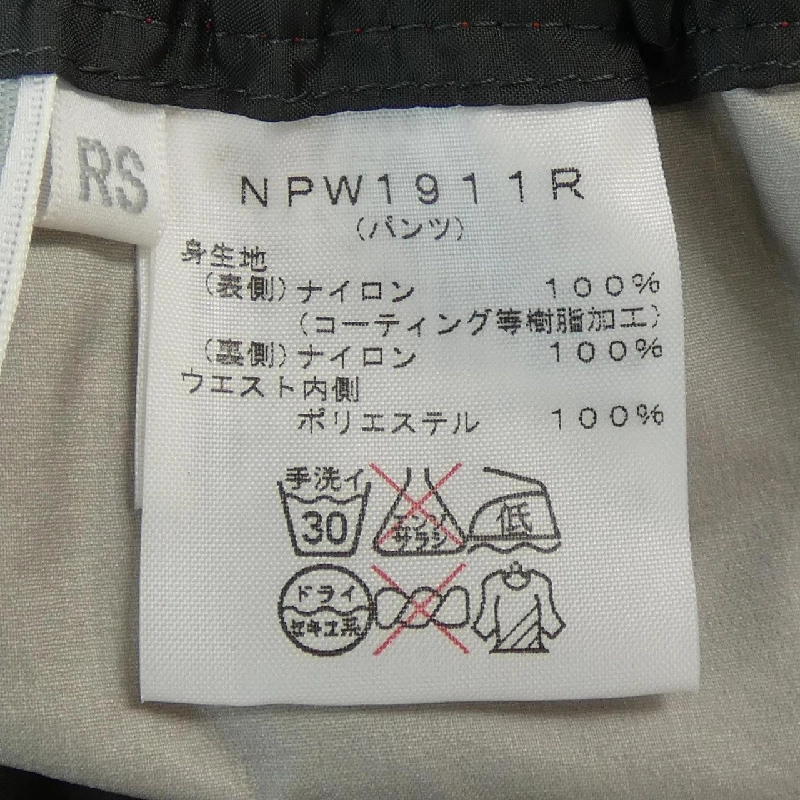 RS
NPW1911R
(パンツ)
身生地
(表側)ナイロン 100%
(コーティング等樹脂加工)
(裏側)ナイロン 100%
ウエスト内側
ポリエステル 100%
手洗イ
30
エンソ
サラシ
低
ドライ
セキユ系